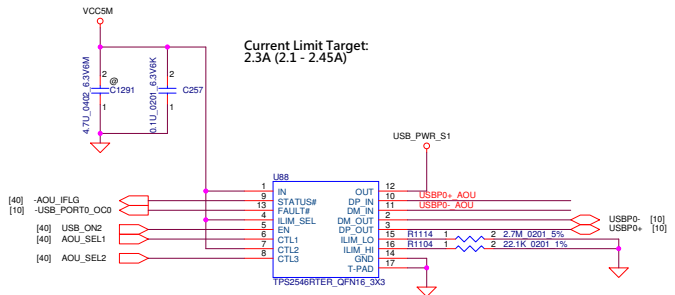 VCC5M
Current Limit Target:
2.3A (2.1 - 2.45A)
4.7U_0402_6.3V6M
2
@
C1291
1
0.1U_0201_6.3V6K
2
C257
1
USB_PWR_S1
U88
1 IN OUT 12
[40] -AOU_IFLG 9 STATUS# DP_IN 10 USBP0+_AOU
[10] -USB_PORT0_OC0 13 FAULT# DM_IN 11 USBP0-_AOU
4 ILIM_SEL DM_OUT 2 USBP0- [10]
[40] USB_ON2 5 EN DP_OUT 3 USBP0+ [10]
[40] AOU_SEL1 6 CTL1 ILIM_LO 15 R1114 1 2 2.7M_0201_5%
7 CTL2 ILIM_HI 16 R1104 1 2 22.1K_0201_1%
[40] AOU_SEL2 8 CTL3 GND 14
T-PAD 17
TPS2546RTER_QFN16_3X3